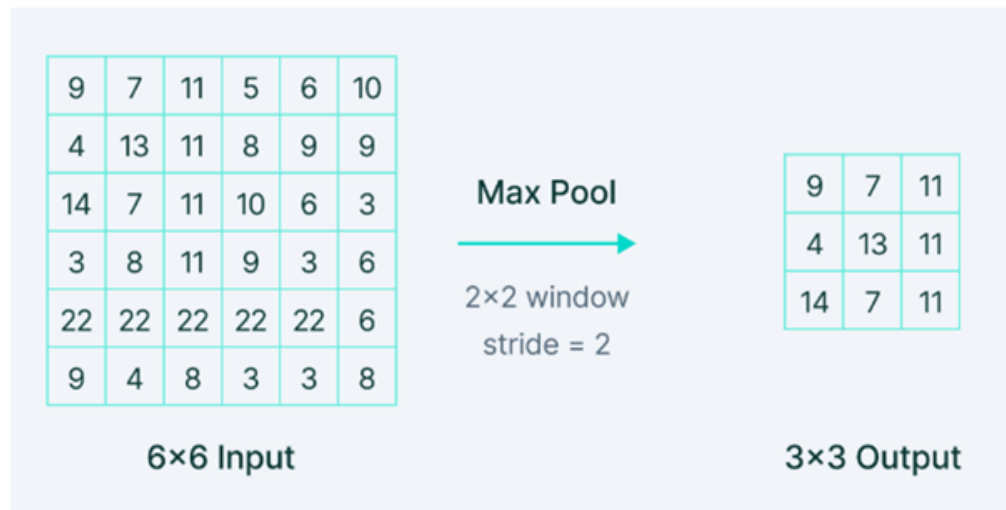 9 7 11 5 6 10
4 13 11 8 9 9
14 7 11 10 6 3
3 8 11 9 3 6
22 22 22 22 22 6
9 4 8 3 3 8
6×6 Input
Max Pool
2×2 window
stride = 2
9 7 11
4 13 11
14 7 11
3×3 Output